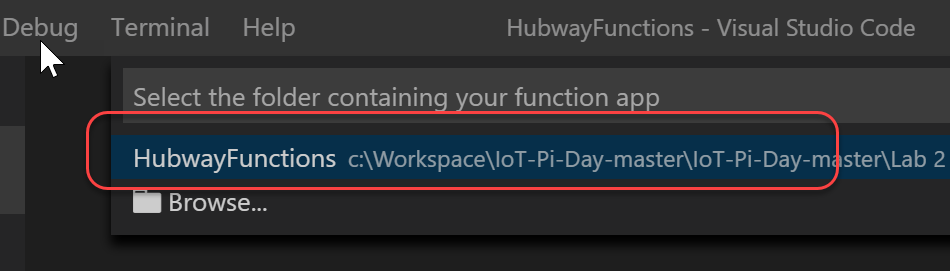 Debug Terminal Help HubwayFunctions - Visual Studio Code
Select the folder containing your function app
HubwayFunctions c:\Workspace\IoT-Pi-Day-master\IoT-Pi-Day-master\Lab 2
Browse...